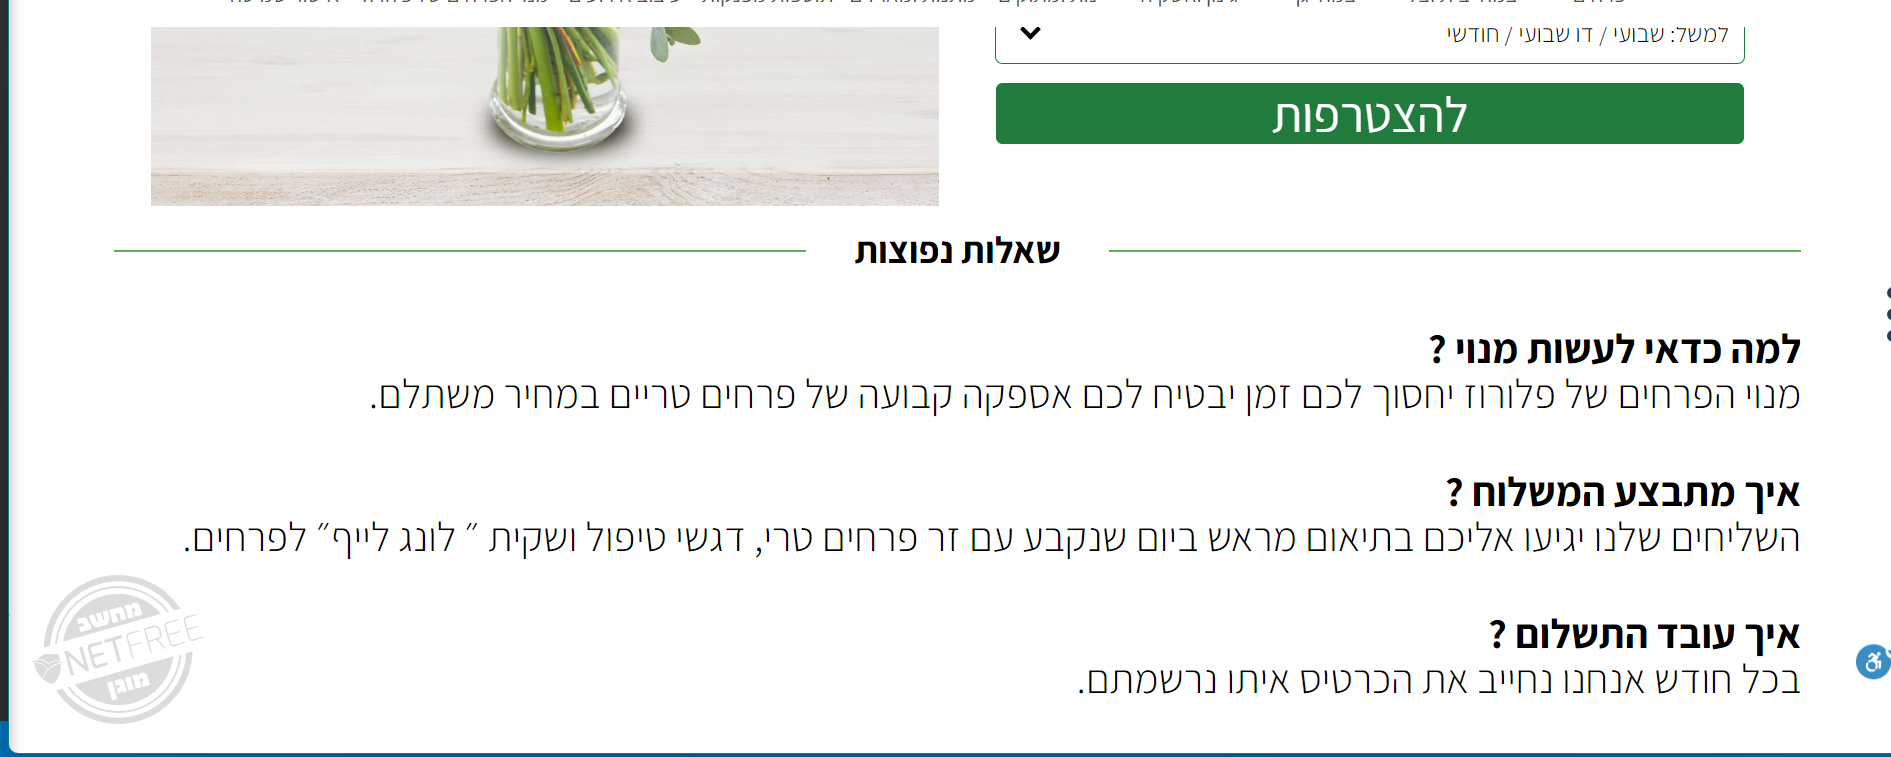 למשל: שבועי / דו שבועי / חודשי
להצטרפות
שאלות נפוצות
למה כדאי לעשות מנוי ?
מנוי הפרחים של פלורוז יחסוך לכם זמן יבטיח לכם אספקה קבועה של פרחים טריים במחיר משתלם.
איך מתבצע המשלוח ?
השליחים שלנו יגיעו אליכם בתיאום מראש ביום שנקבע עם זר פרחים טרי, דגשי טיפול ושקית ״ לונג לייף״ לפרחים.
איך עובד התשלום ?
בכל חודש אנחנו נחייב את הכרטיס איתו נרשמתם.
מחשב
NETFREE
מוגן